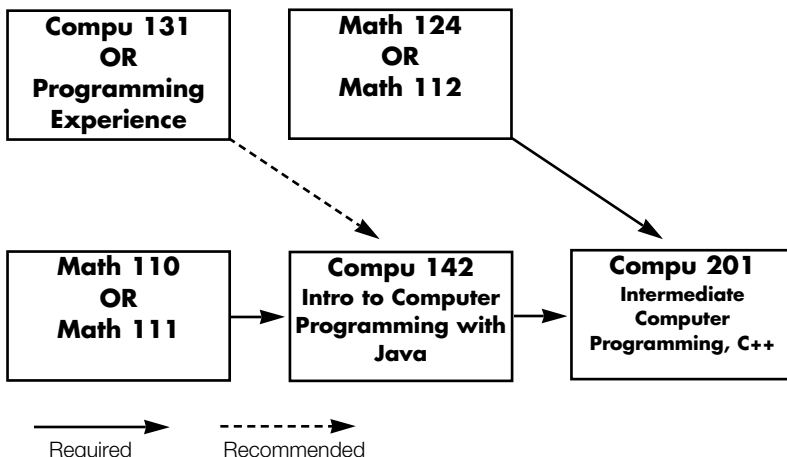 Compu 131
OR
Programming
Experience
Math 124
OR
Math 112
Math 110
OR
Math 111
Compu 142
Intro to Computer
Programming with
Java
Compu 201
Intermediate
Computer
Programming, C++
Required
Recommended